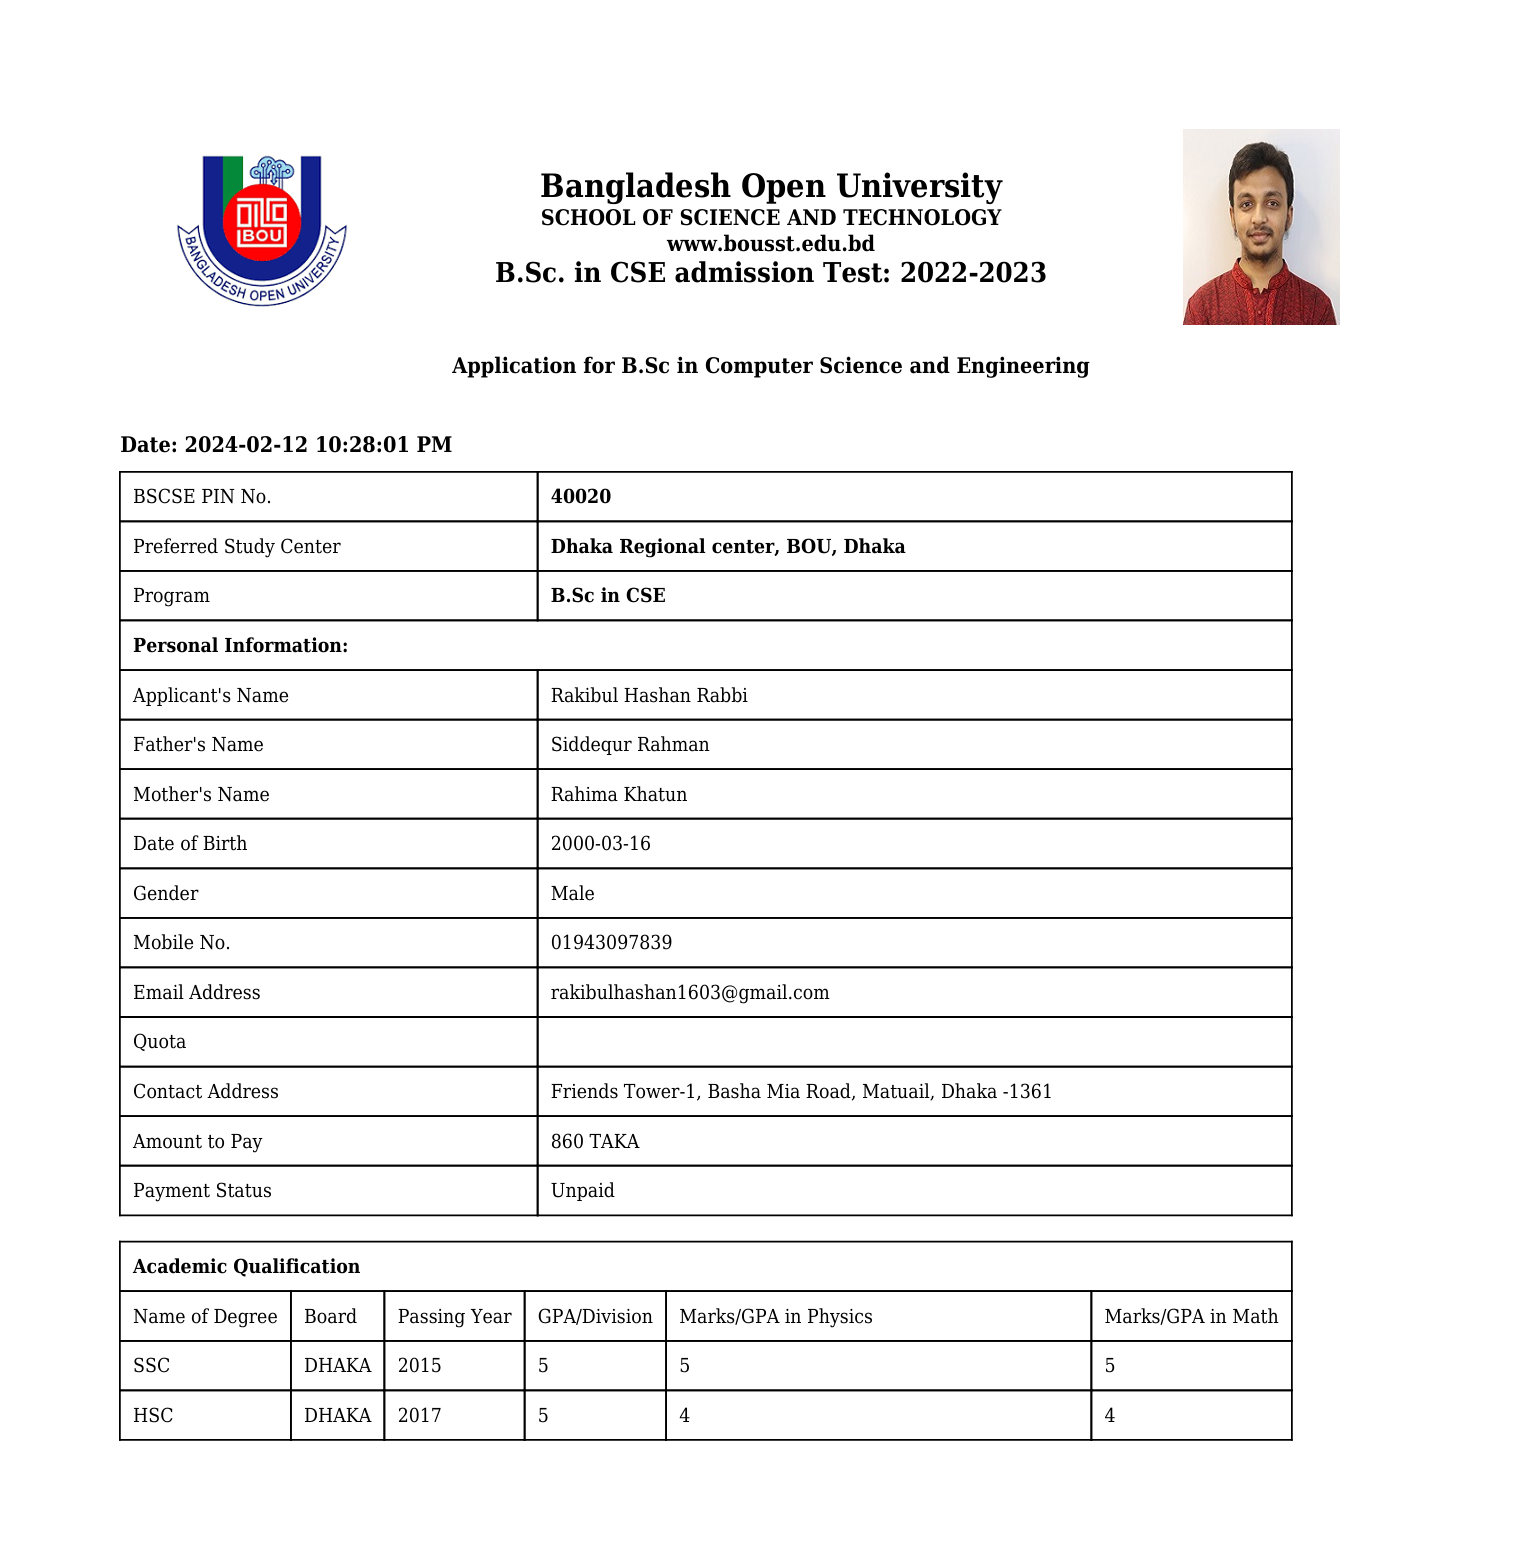 BOU
BANGLADESH OPEN UNIVERSITY
Bangladesh Open University
SCHOOL OF SCIENCE AND TECHNOLOGY
www.bousst.edu.bd
B.Sc. in CSE admission Test: 2022-2023
Application for B.Sc in Computer Science and Engineering
Date: 2024-02-12 10:28:01 PM
BSCSE PIN No. 40020
Preferred Study Center Dhaka Regional center, BOU, Dhaka
Program B.Sc in CSE
Personal Information:
Applicant's Name Rakibul Hashan Rabbi
Father's Name Siddequr Rahman
Mother's Name Rahima Khatun
Date of Birth 2000-03-16
Gender Male
Mobile No. 01943097839
Email Address rakibulhashan1603@gmail.com
Quota
Contact Address Friends Tower-1, Basha Mia Road, Matuail, Dhaka -1361
Amount to Pay 860 TAKA
Payment Status Unpaid
Academic Qualification
Name of Degree Board Passing Year GPA/Division Marks/GPA in Physics Marks/GPA in Math
SSC DHAKA 2015 5 5 5
HSC DHAKA 2017 5 4 4